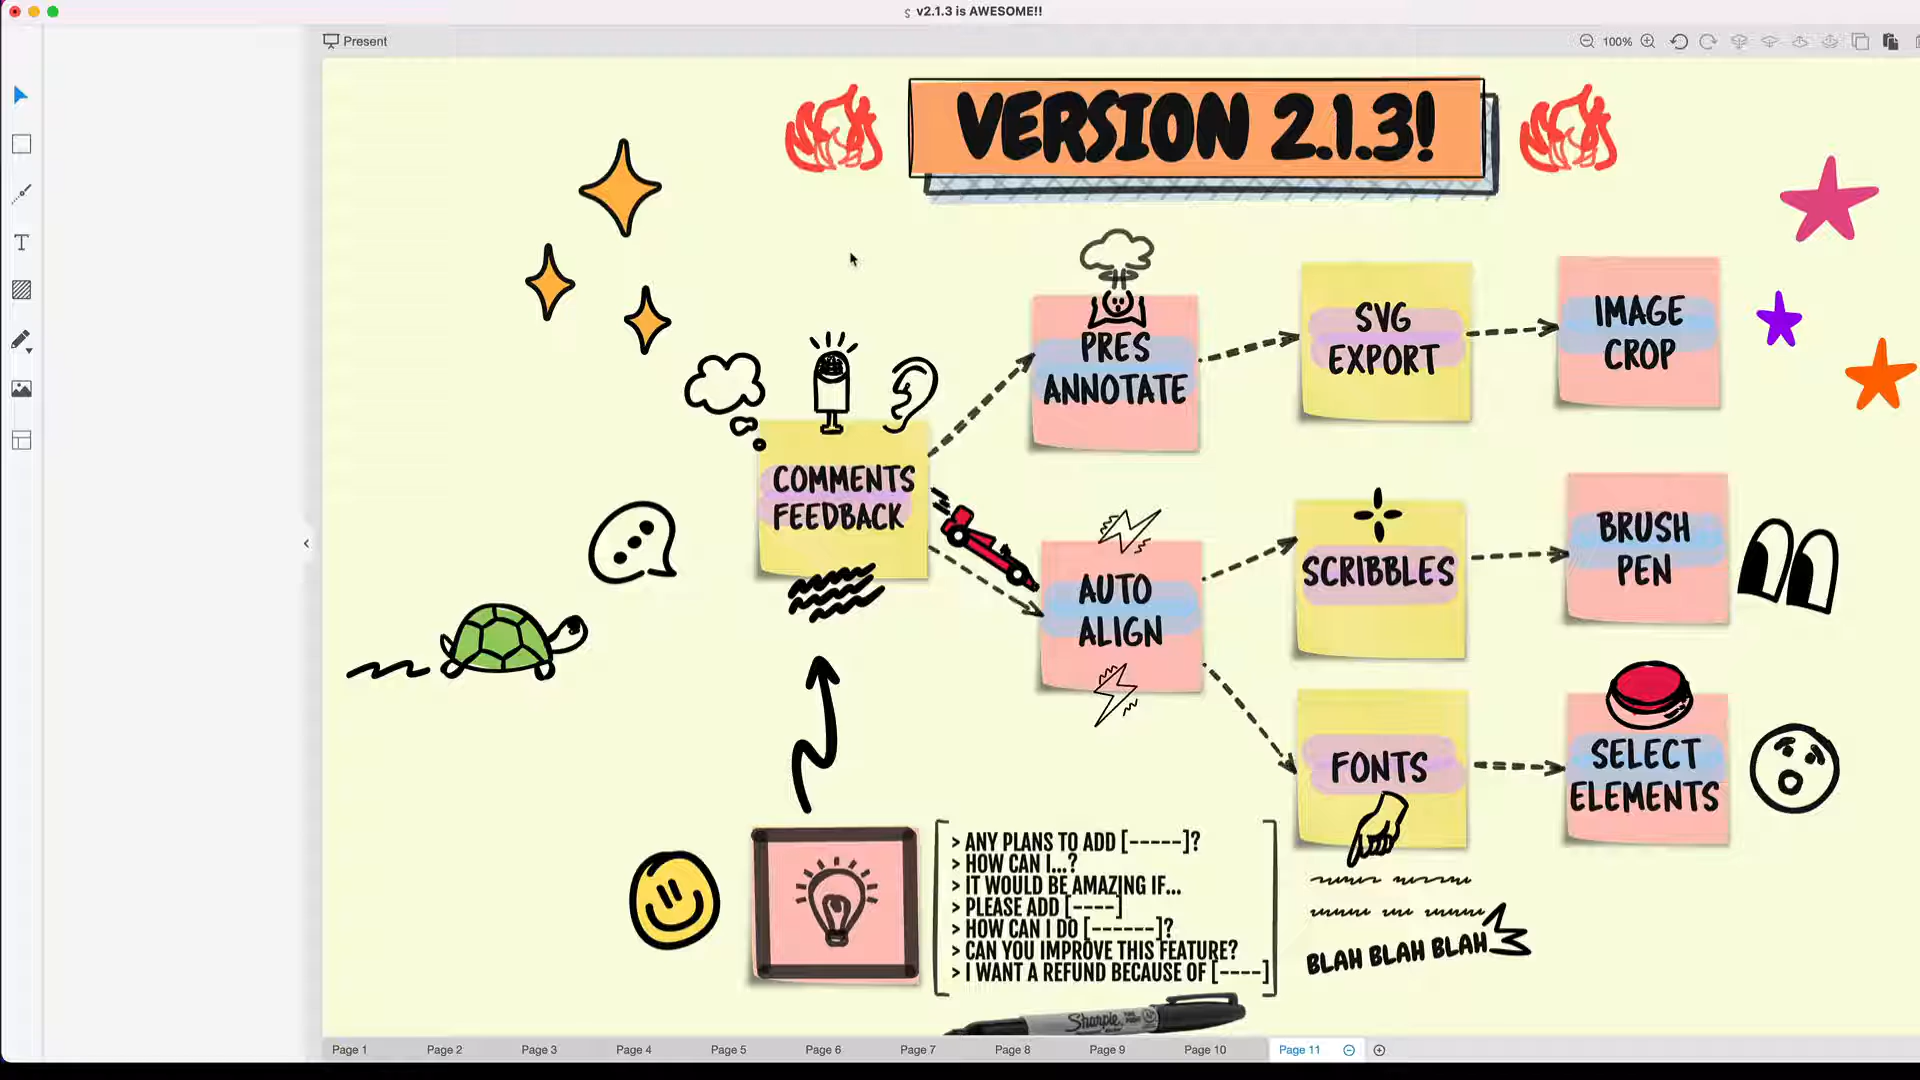 v2.1.3 is AWESOME!!
Present
100%
VERSION 2.1.3!
PRES
ANNOTATE
SVG
EXPORT
IMAGE
CROP
COMMENTS
FEEDBACK
AUTO
ALIGN
SCRIBBLES
BRUSH
PEN
FONTS
SELECT
ELEMENTS
> ANY PLANS TO ADD [-----]?
> HOW CAN I...?
> IT WOULD BE AMAZING IF...
> PLEASE ADD [----]
> HOW CAN I DO [------]?
> CAN YOU IMPROVE THIS FEATURE?
> I WANT A REFUND BECAUSE OF [----]
BLAH BLAH BLAH
Sharpie
Page 1
Page 2
Page 3
Page 4
Page 5
Page 6
Page 7
Page 8
Page 9
Page 10
Page 11